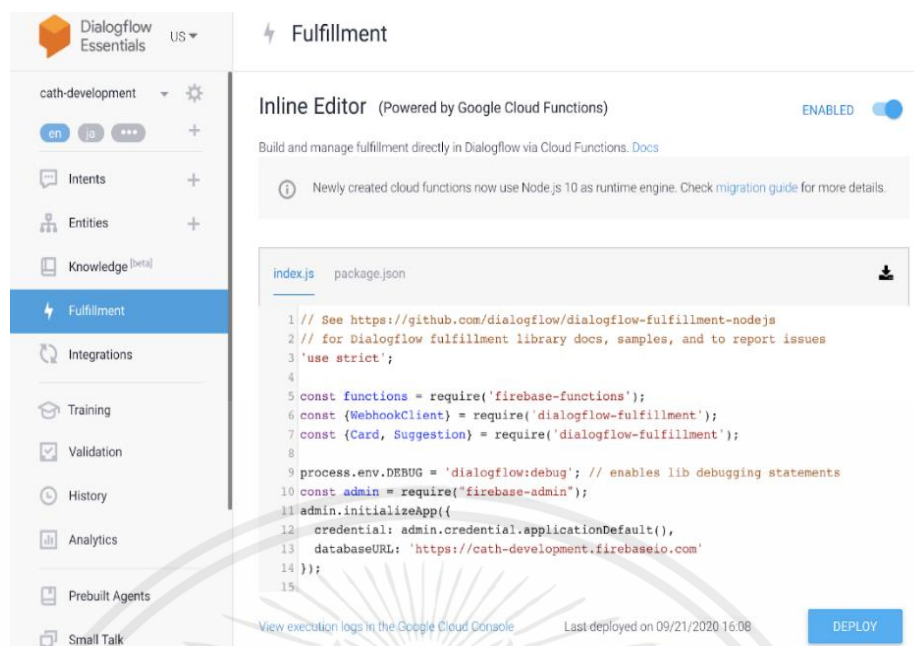 Dialogflow
Essentials
US
Fulfillment
cath-development
en ja
Intents
Entities
Knowledge [beta]
Fulfillment
Integrations
Training
Validation
History
Analytics
Prebuilt Agents
Small Talk
Inline Editor (Powered by Google Cloud Functions)
ENABLED
Build and manage fulfillment directly in Dialogflow via Cloud Functions. Docs
Newly created cloud functions now use Node.js 10 as runtime engine. Check migration guide for more details.
index.js package.json
1 // See https://github.com/dialogflow/dialogflow-fulfillment-nodejs
2 // for Dialogflow fulfillment library docs, samples, and to report issues
3 'use strict';
4
5 const functions = require('firebase-functions');
6 const {WebhookClient} = require('dialogflow-fulfillment');
7 const {Card, Suggestion} = require('dialogflow-fulfillment');
8
9 process.env.DEBUG = 'dialogflow:debug'; // enables lib debugging statements
10 const admin = require("firebase-admin");
11 admin.initializeApp({
12 credential: admin.credential.applicationDefault(),
13 databaseURL: 'https://cath-development.firebaseio.com'
14 });
15
View execution logs in the Google Cloud Console
Last deployed on 09/21/2020 16:08
DEPLOY